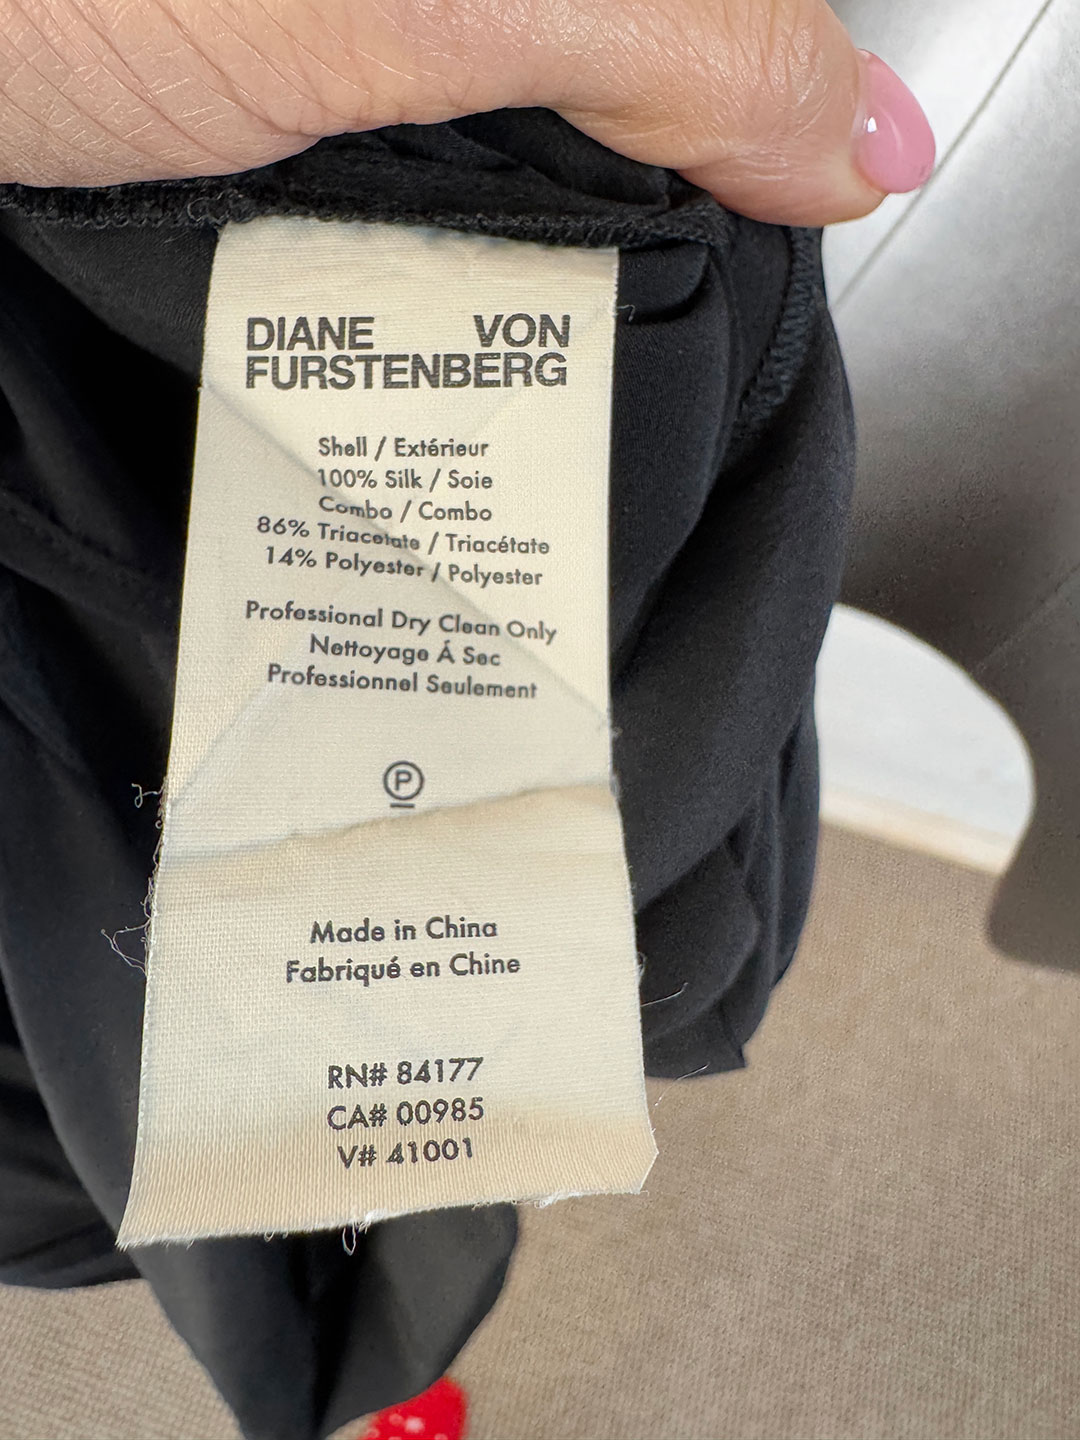 DIANE VON
FURSTENBERG
Shell / Extérieur
100% Silk / Soie
Combo / Combo
86% Triacetate / Triacétate
14% Polyester / Polyester
Professional Dry Clean Only
Nettoyage Á Sec
Professionnel Seulement
P
Made in China
Fabriqué en Chine
RN# 84177
CA# 00985
V# 41001